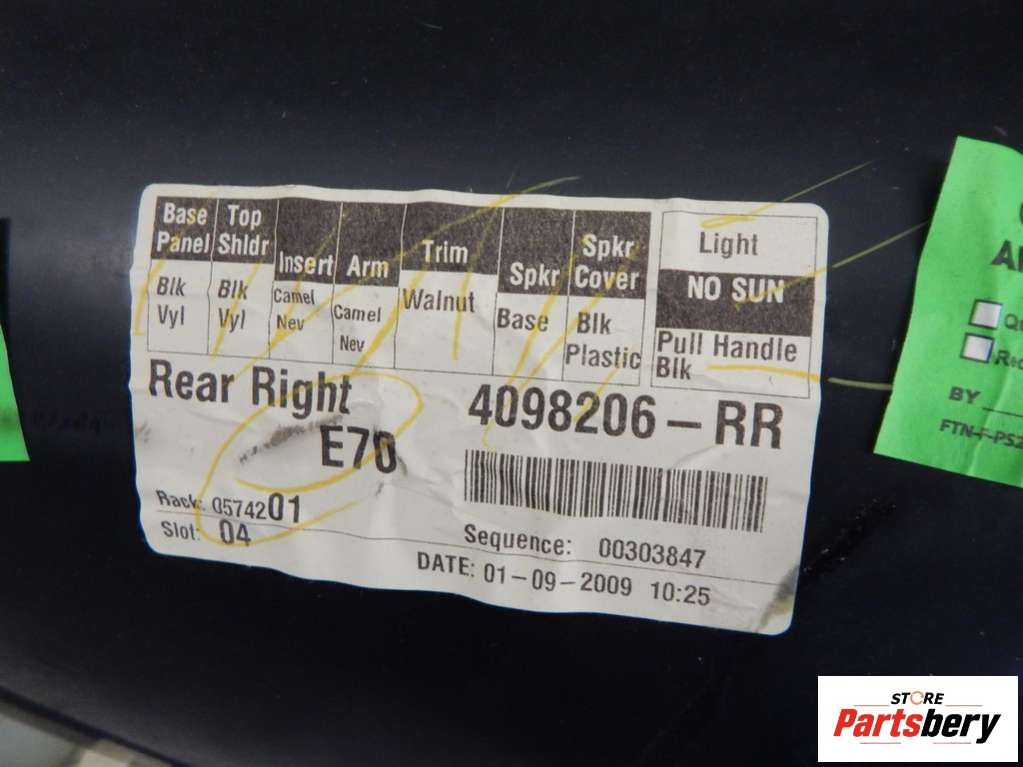 Base Panel
Top Shldr
Insert
Arm
Trim
Spkr
Spkr Cover
Blk Vyl
Blk Vyl
Camel Nev
Camel Nev
Walnut
Base
Blk Plastic
Light
NO SUN
Pull Handle
Blk
Rear Right
4098206-RR
E70
Rack: 0574201
Slot: 04
Sequence: 00303847
DATE: 01-09-2009 10:25
BY
STORE
Partsbery